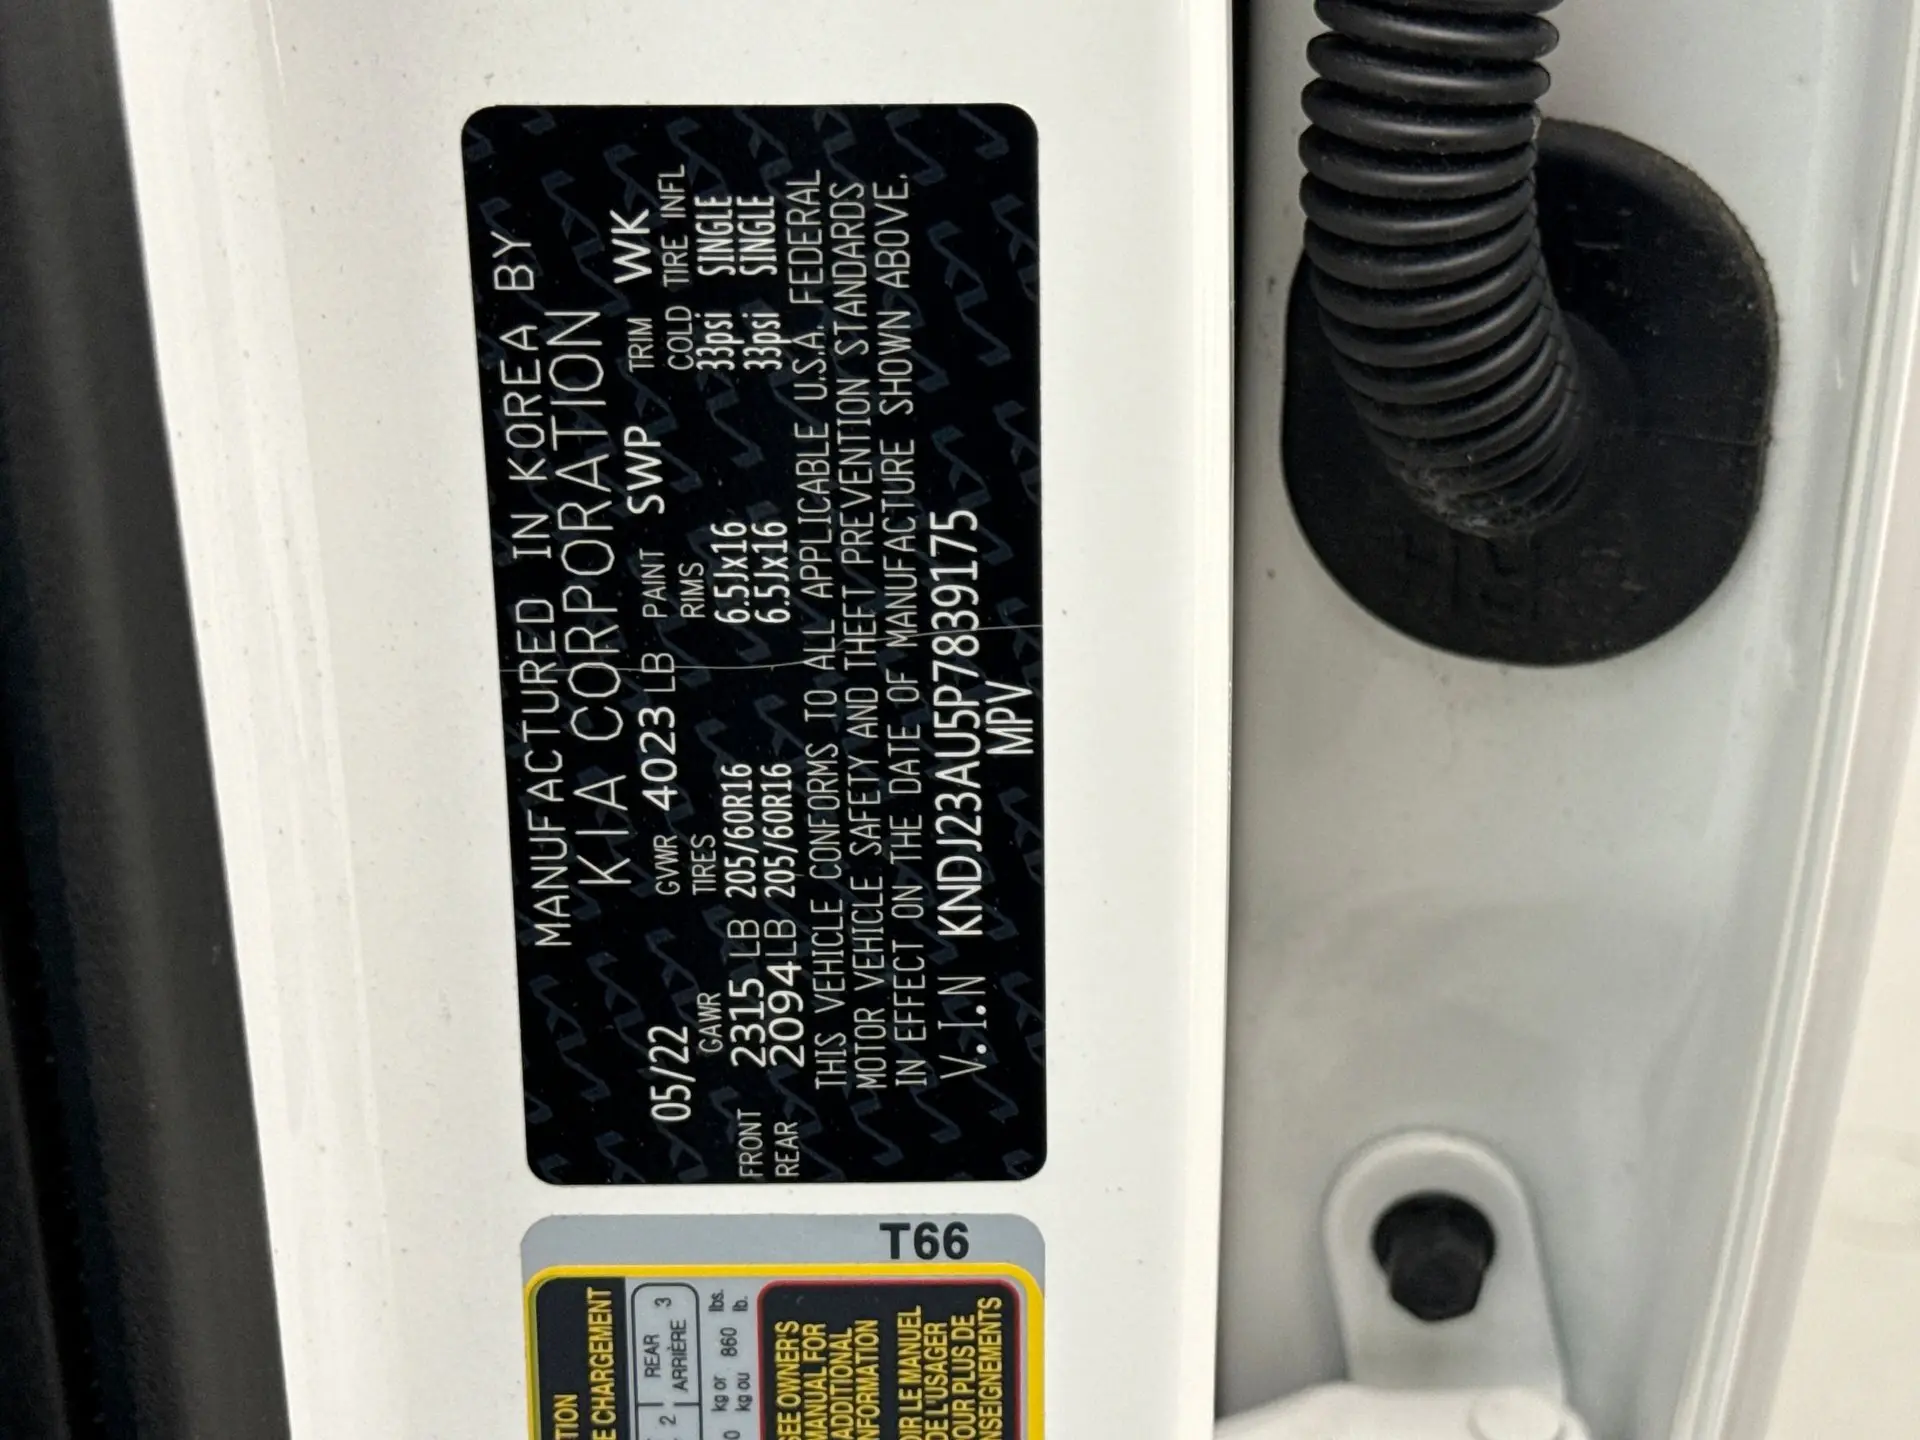 MANUFACTURED IN KOREA BY
KIA CORPORATION
05/22 GVWR 4023 LB PAINT SWP TRIM WK
GAWR TIRES RIMS COLD TIRE INFL
FRONT 2315 LB 205/60R16 6.5Jx16 33psi SINGLE
REAR 2094LB 205/60R16 6.5Jx16 33psi SINGLE
THIS VEHICLE CONFORMS TO ALL APPLICABLE U.S.A. FEDERAL
MOTOR VEHICLE SAFETY AND THEFT PREVENTION STANDARDS
IN EFFECT ON THE DATE OF MANUFACTURE SHOWN ABOVE.
V.I.N KNDJ23AU5P7839175
MPV
T66
CHARGEMENT
2 REAR 3
ARRIÈRE
kg or 860 lbs.
kg ou lb.
SEE OWNER'S
MANUAL FOR
ADDITIONAL
INFORMATION
LE MANUEL
DE L'USAGER
POUR PLUS DE